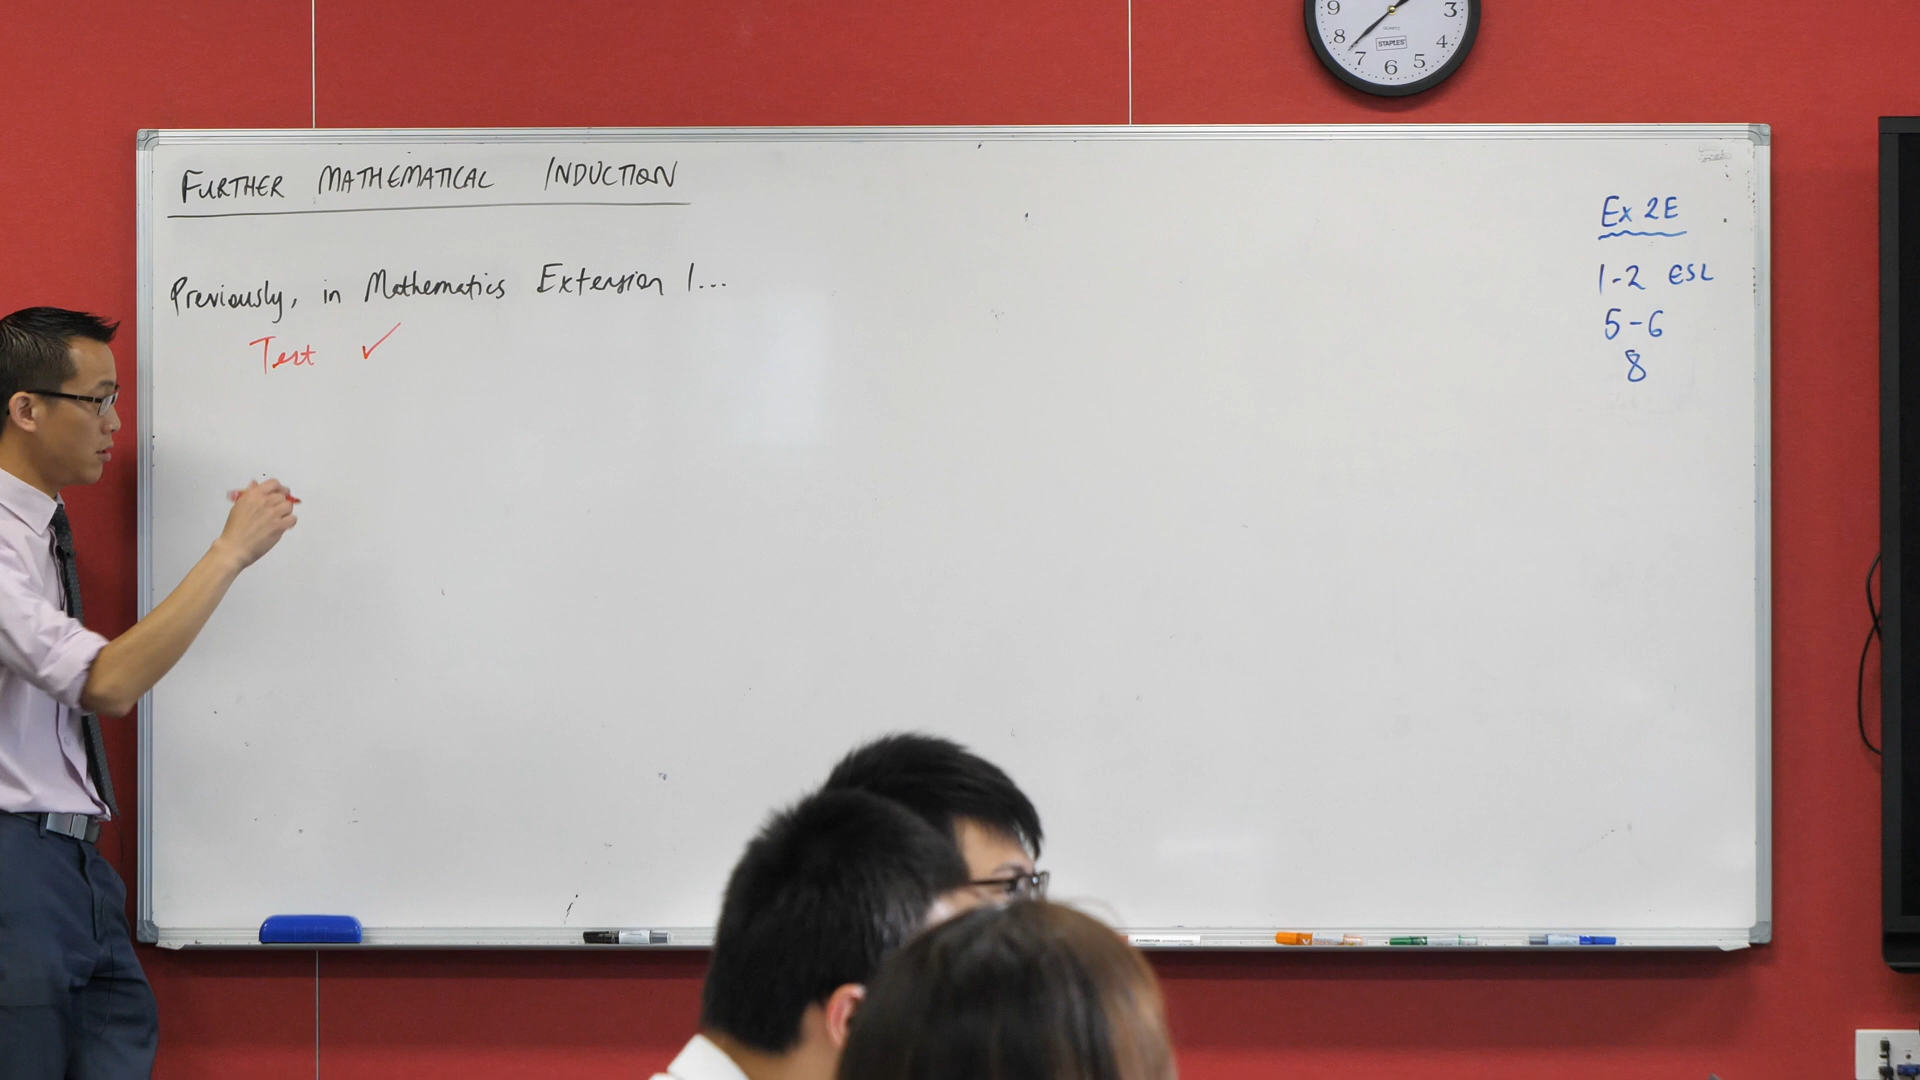 FURTHER MATHEMATICAL INDUCTION
Previously, in Mathematics Extension 1...
Test ✓
Ex 2E
1-2 ESL
5-6
8
9 3
8 4
7 6 5
STAPLES